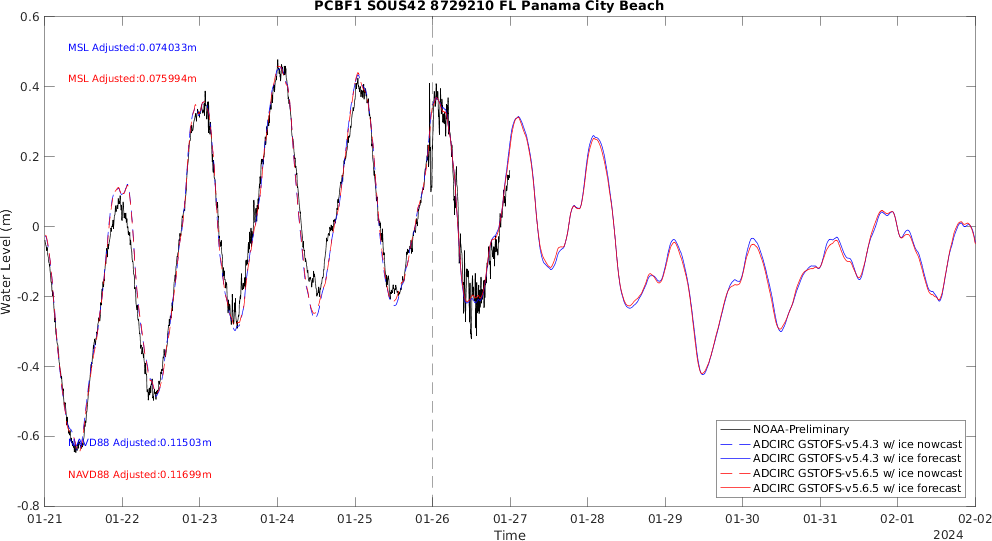 PCBF1 SOUS42 8729210 FL Panama City Beach
0.6
0.4
0.2
0
-0.2
-0.4
-0.6
-0.8
Water Level (m)
MSL Adjusted:0.074033m
MSL Adjusted:0.075994m
NAVD88 Adjusted:0.11503m
NAVD88 Adjusted:0.11699m
NOAA-Preliminary
ADCIRC GSTOFS-v5.4.3 w/ ice nowcast
ADCIRC GSTOFS-v5.4.3 w/ ice forecast
ADCIRC GSTOFS-v5.6.5 w/ ice nowcast
ADCIRC GSTOFS-v5.6.5 w/ ice forecast
01-21 01-22 01-23 01-24 01-25 01-26 01-27 01-28 01-29 01-30 01-31 02-01 02-02
Time
2024